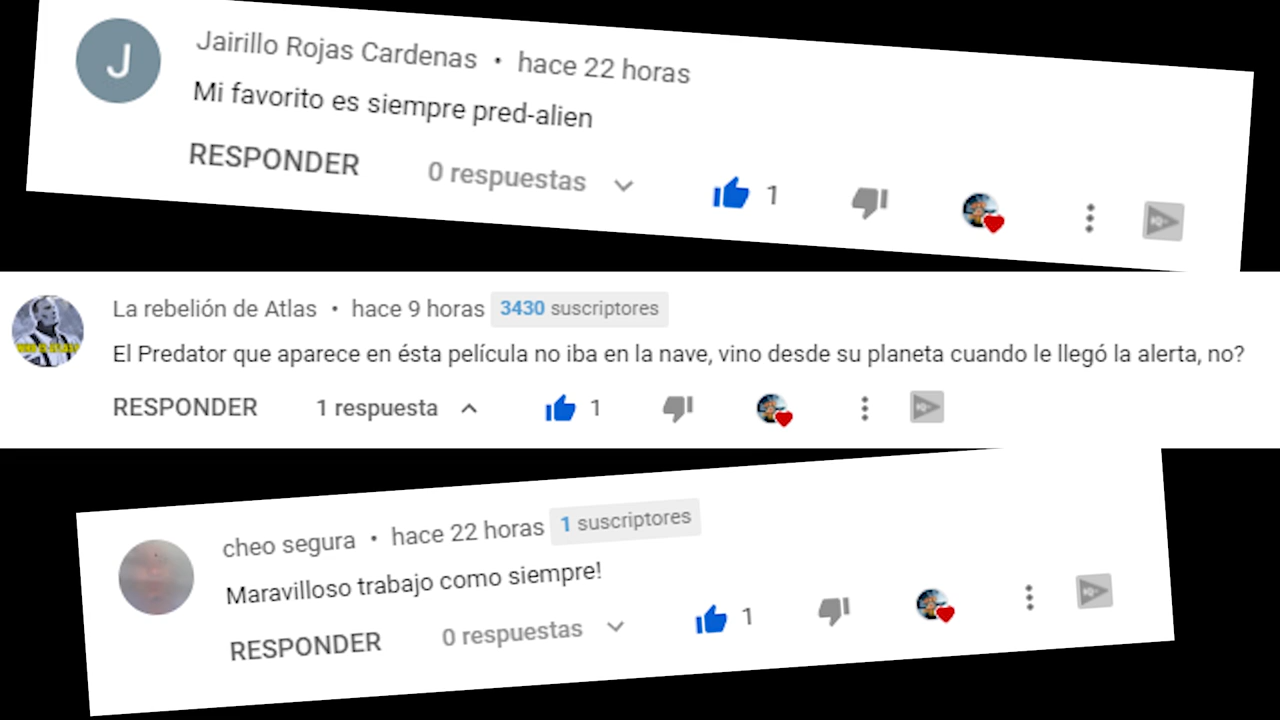 J
Jairillo Rojas Cardenas • hace 22 horas
Mi favorito es siempre pred-alien
RESPONDER 0 respuestas 1
La rebelión de Atlas • hace 9 horas 3430 suscriptores
El Predator que aparece en ésta película no iba en la nave, vino desde su planeta cuando le llegó la alerta, no?
RESPONDER 1 respuesta 1
cheo segura • hace 22 horas 1 suscriptores
Maravilloso trabajo como siempre!
RESPONDER 0 respuestas 1